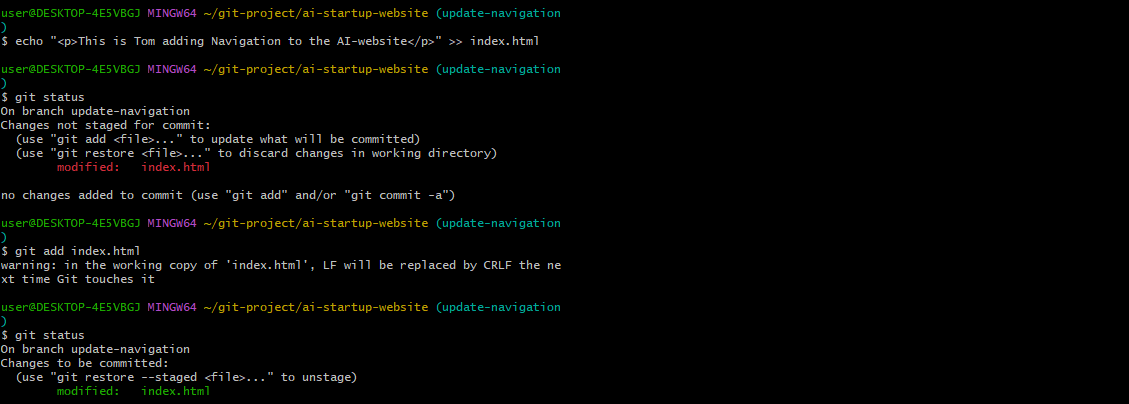 user@DESKTOP-4E5VBGJ MINGW64 ~/git-project/ai-startup-website (update-navigation
)
$ echo "<p>This is Tom adding Navigation to the AI-website</p>" >> index.html
user@DESKTOP-4E5VBGJ MINGW64 ~/git-project/ai-startup-website (update-navigation
)
$ git status
On branch update-navigation
Changes not staged for commit:
  (use "git add <file>..." to update what will be committed)
  (use "git restore <file>..." to discard changes in working directory)
        modified:   index.html
no changes added to commit (use "git add" and/or "git commit -a")
user@DESKTOP-4E5VBGJ MINGW64 ~/git-project/ai-startup-website (update-navigation
)
$ git add index.html
warning: in the working copy of 'index.html', LF will be replaced by CRLF the ne
xt time Git touches it
user@DESKTOP-4E5VBGJ MINGW64 ~/git-project/ai-startup-website (update-navigation
)
$ git status
On branch update-navigation
Changes to be committed:
  (use "git restore --staged <file>..." to unstage)
        modified:   index.html